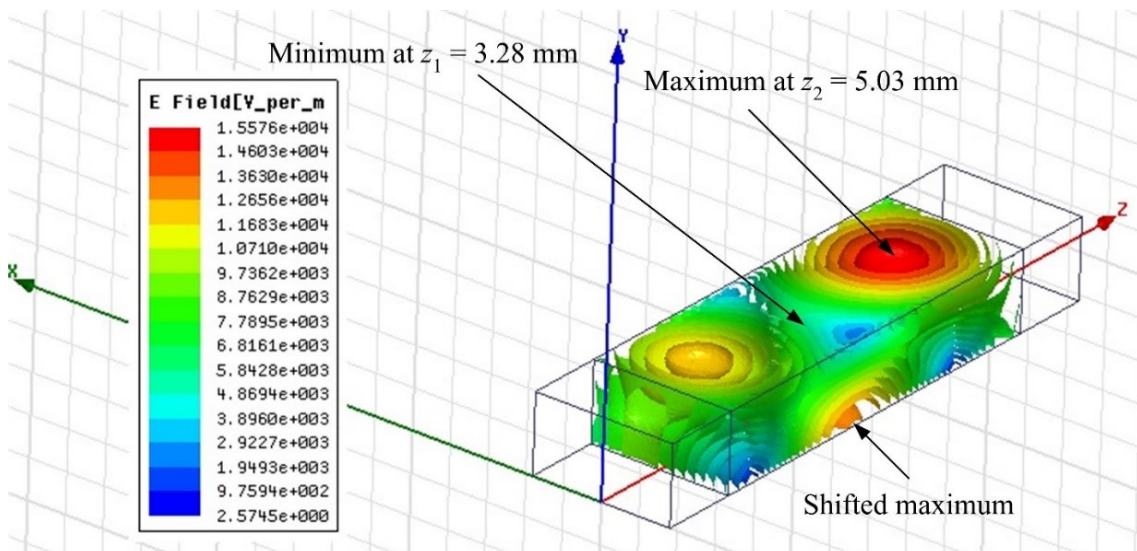 Minimum at z₁ = 3.28 mm
Maximum at z₂ = 5.03 mm
E Field[V_per_m
1.5576e+004
1.4603e+004
1.3630e+004
1.2656e+004
1.1683e+004
1.0710e+004
9.7362e+003
8.7629e+003
7.7895e+003
6.8161e+003
5.8428e+003
4.8694e+003
3.8960e+003
2.9227e+003
1.9493e+003
9.7594e+002
2.5745e+000
Y
Z
X
Shifted maximum